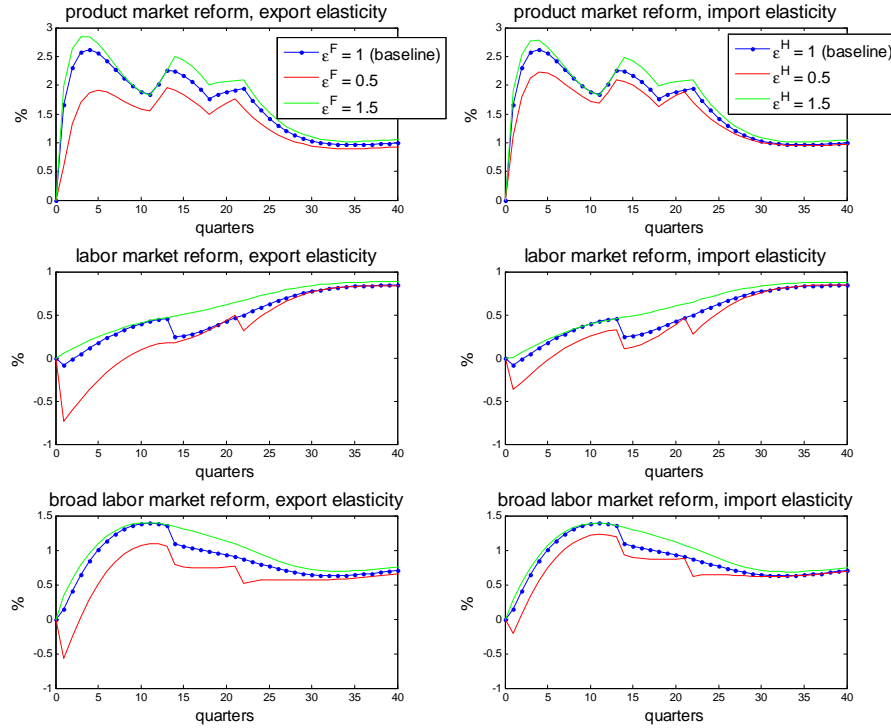 product market reform, export elasticity
3
2.5
2
1.5
1
0.5
0
%
0 5 10 15 20 25 30 35 40
quarters
ε^F = 1 (baseline)
ε^F = 0.5
ε^F = 1.5
product market reform, import elasticity
3
2.5
2
1.5
1
0.5
0
%
0 5 10 15 20 25 30 35 40
quarters
ε^H = 1 (baseline)
ε^H = 0.5
ε^H = 1.5
labor market reform, export elasticity
1
0.5
0
-0.5
-1
%
0 5 10 15 20 25 30 35 40
quarters
labor market reform, import elasticity
1
0.5
0
-0.5
-1
%
0 5 10 15 20 25 30 35 40
quarters
broad labor market reform, export elasticity
1.5
1
0.5
0
-0.5
-1
%
0 5 10 15 20 25 30 35 40
quarters
broad labor market reform, import elasticity
1.5
1
0.5
0
-0.5
-1
%
0 5 10 15 20 25 30 35 40
quarters